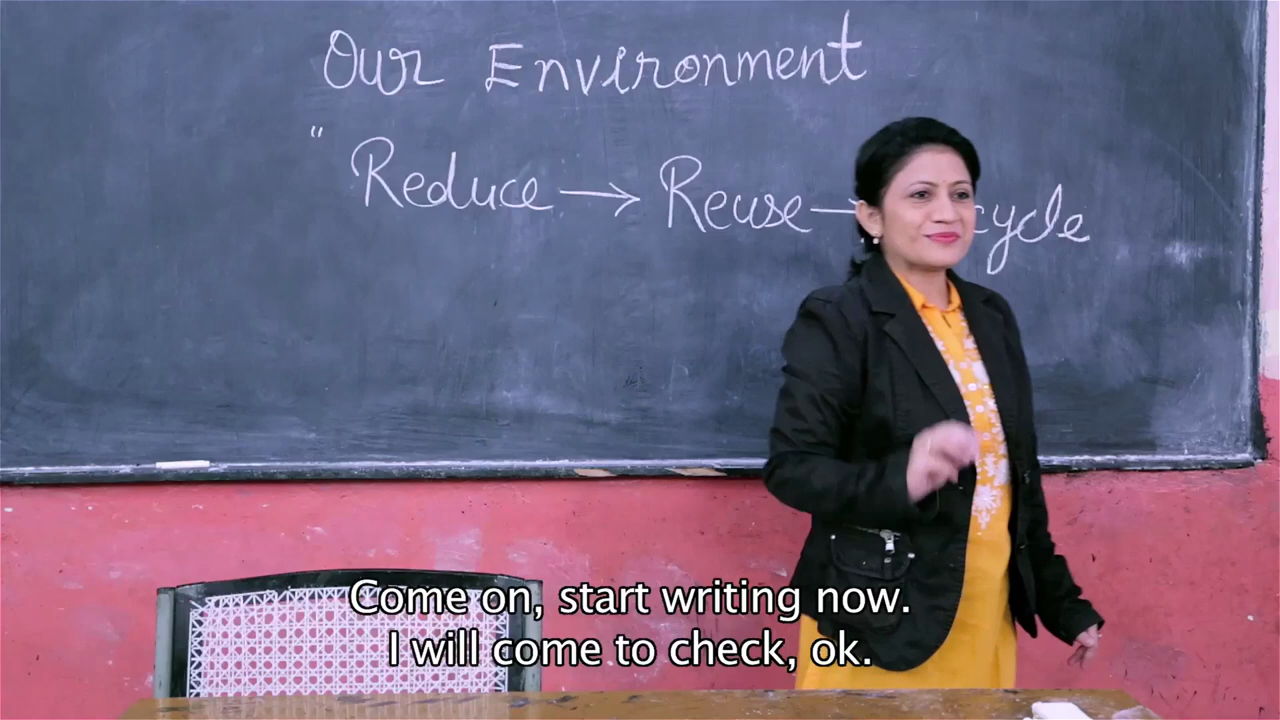 Our Environment
" Reduce → Reuse → cycle
Come on, start writing now.
I will come to check, ok.